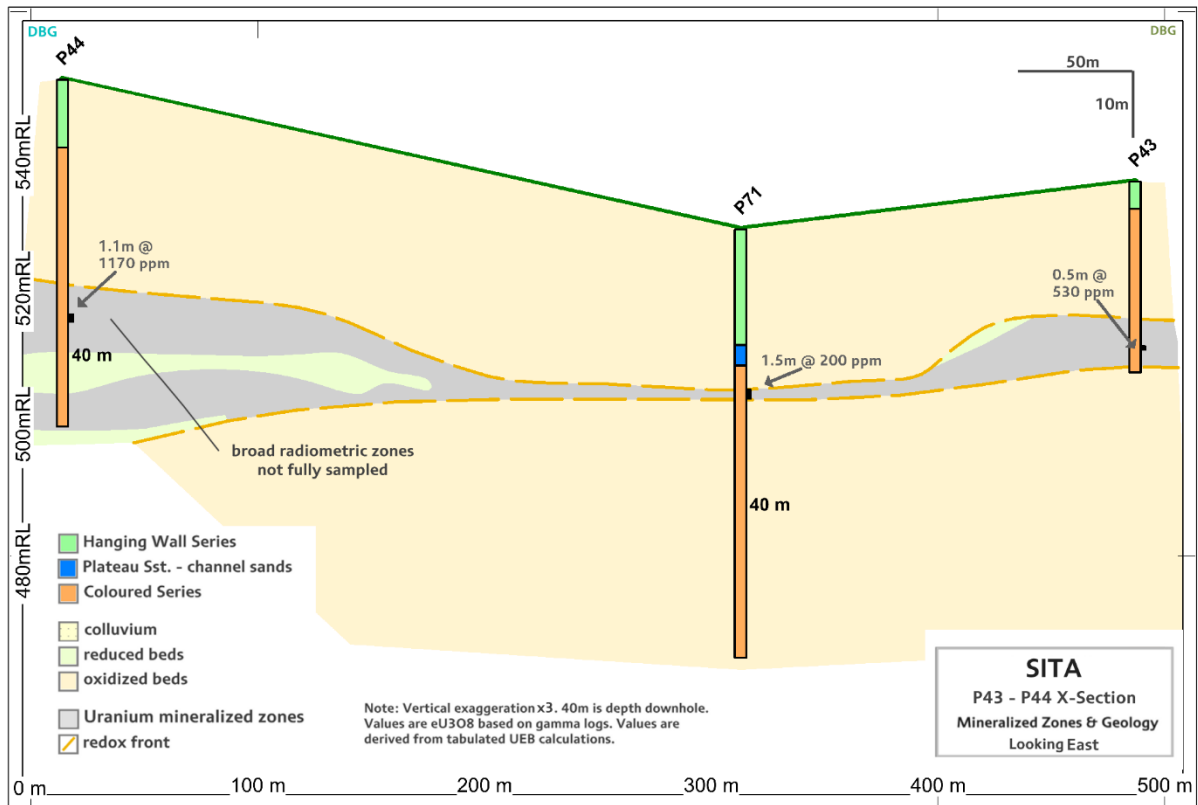 DBG
DBG
P44
50m
10m
P43
P71
540mRL
520mRL
500mRL
480mRL
1.1m @
1170 ppm
40 m
0.5m @
530 ppm
1.5m @ 200 ppm
broad radiometric zones
not fully sampled
40 m
Hanging Wall Series
Plateau Sst. - channel sands
Coloured Series
colluvium
reduced beds
oxidized beds
Uranium mineralized zones
redox front
Note: Vertical exaggeration x3. 40m is depth downhole.
Values are eU3O8 based on gamma logs. Values are
derived from tabulated UEB calculations.
SITA
P43 - P44 X-Section
Mineralized Zones & Geology
Looking East
0 m
100 m
200 m
300 m
400 m
500 m